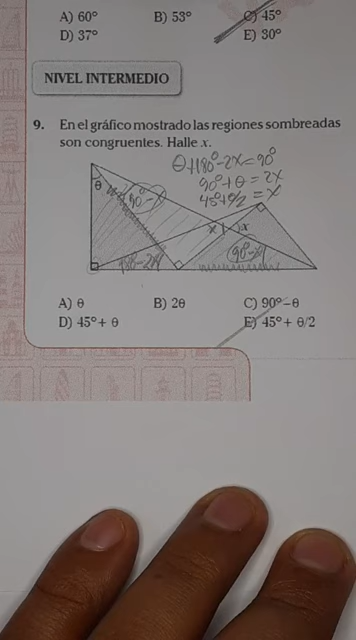 A) 60° B) 53° C) 45°
D) 37° E) 30°
NIVEL INTERMEDIO
9. En el gráfico mostrado las regiones sombreadas
son congruentes. Halle x.
θ+180°-2x=90°
90°+θ=2x
45°+θ/2=x
θ
90°-x
x
x
90°-x
180-2x
A) θ B) 2θ C) 90°-θ
D) 45°+θ E) 45°+θ/2